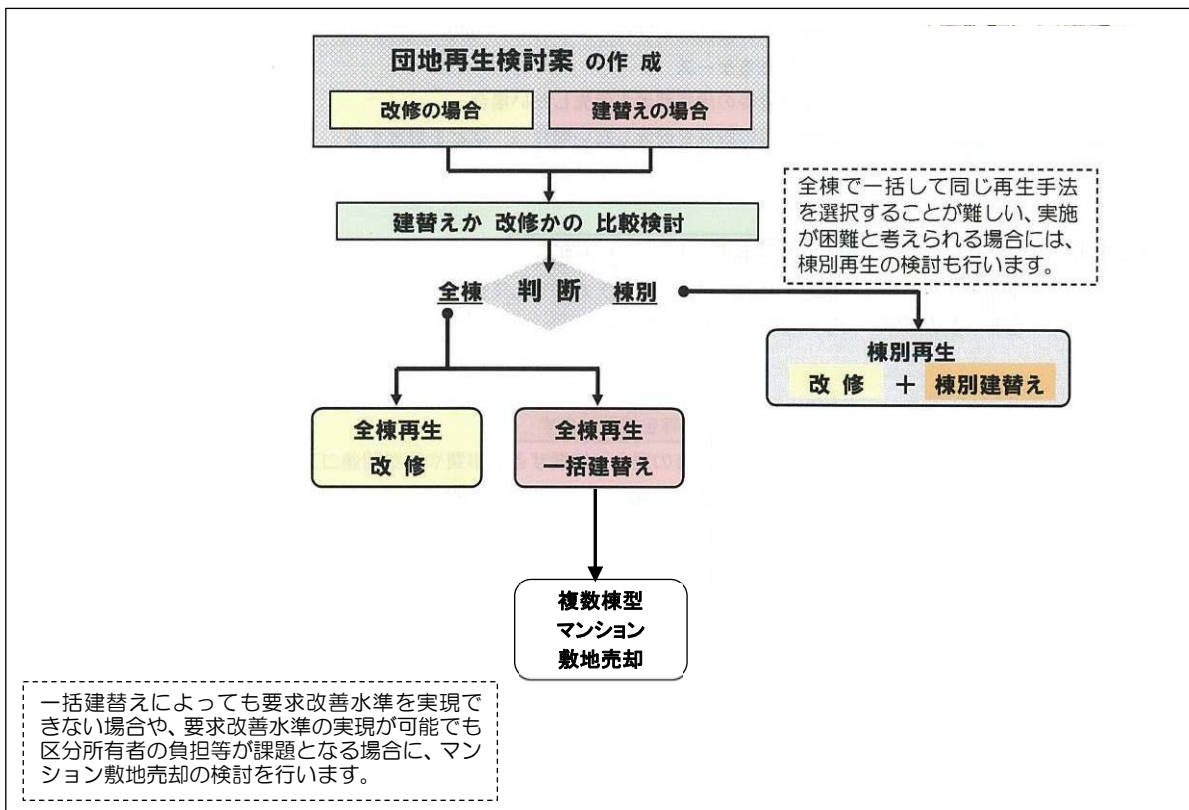 団地再生検討案 の作 成
改修の場合
建替えの場合
建替えか 改修かの 比較検討
全棟で一括して同じ再生手法
を選択することが難しい、実施
が困難と考えられる場合には、
棟別再生の検討も行います。
全棟 判 断 棟別
棟別再生
改 修 ＋ 棟別建替え
全棟再生
改 修
全棟再生
一括建替え
複数棟型
マンション
敷地売却
一括建替えによっても要求改善水準を実現で
きない場合や、要求改善水準の実現が可能でも
区分所有者の負担等が課題となる場合に、マン
ション敷地売却の検討を行います。